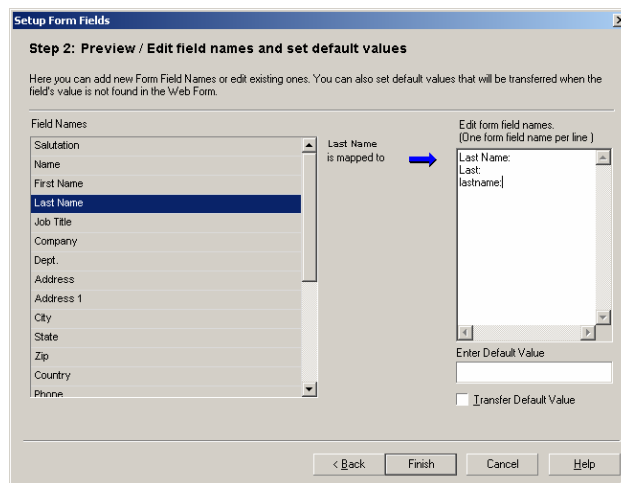 Setup Form Fields
Step 2: Preview / Edit field names and set default values
Here you can add new Form Field Names or edit existing ones. You can also set default values that will be transferred when the
field's value is not found in the Web Form.
Field Names
Salutation
Name
First Name
Last Name
Job Title
Company
Dept.
Address
Address 1
City
State
Zip
Country
Phone
Last Name
is mapped to
Edit form field names.
(One form field name per line )
Last Name:
Last:
lastname:
Enter Default Value
Transfer Default Value
< Back
Finish
Cancel
Help